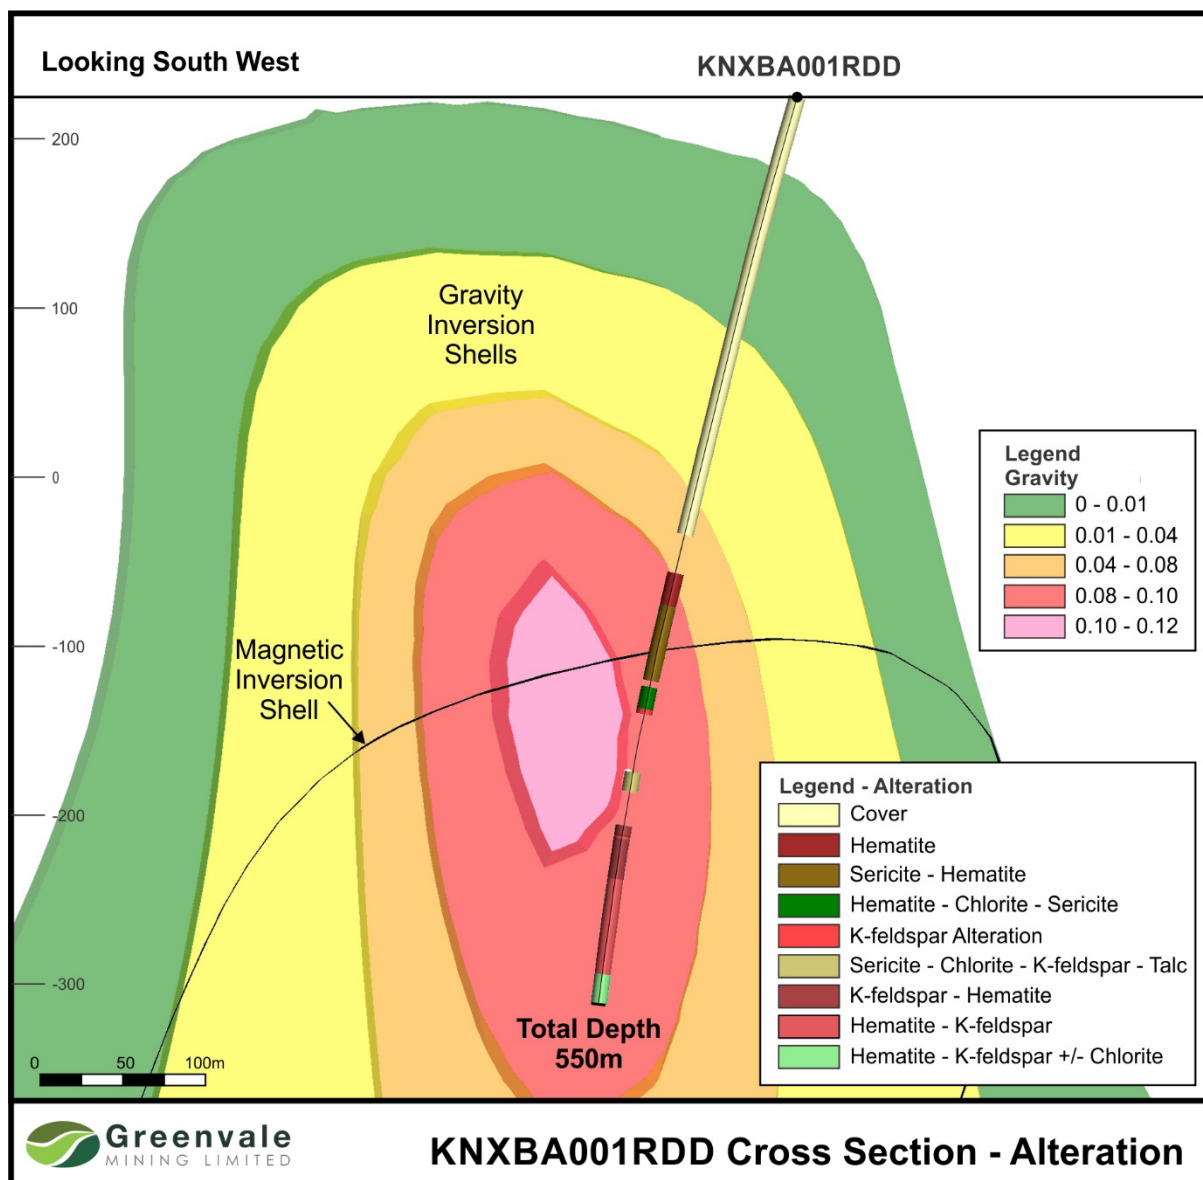 Looking South West
KNXBA001RDD
200
100
0
-100
-200
-300
Gravity
Inversion
Shells
Magnetic
Inversion
Shell
Legend
Gravity
0 - 0.01
0.01 - 0.04
0.04 - 0.08
0.08 - 0.10
0.10 - 0.12
Legend - Alteration
Cover
Hematite
Sericite - Hematite
Hematite - Chlorite - Sericite
K-feldspar Alteration
Sericite - Chlorite - K-feldspar - Talc
K-feldspar - Hematite
Hematite - K-feldspar
Hematite - K-feldspar +/- Chlorite
Total Depth
550m
0 50 100m
Greenvale
MINING LIMITED
KNXBA001RDD Cross Section - Alteration